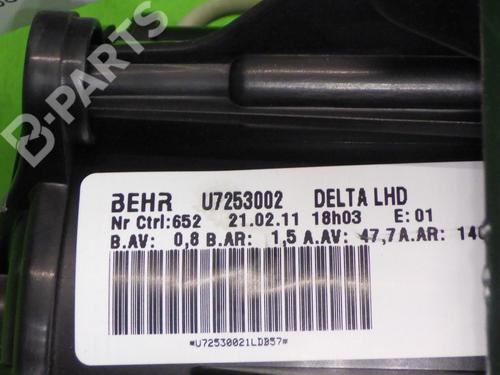 B-PARTS
BEHR U7253002 DELTA LHD
Nr Ctrl:652 21.02.11 18h03 E:01
B.AV: 0,8 B.AR: 1,5 A.AV: 47,7 A.AR:
*U72530021LDB57*